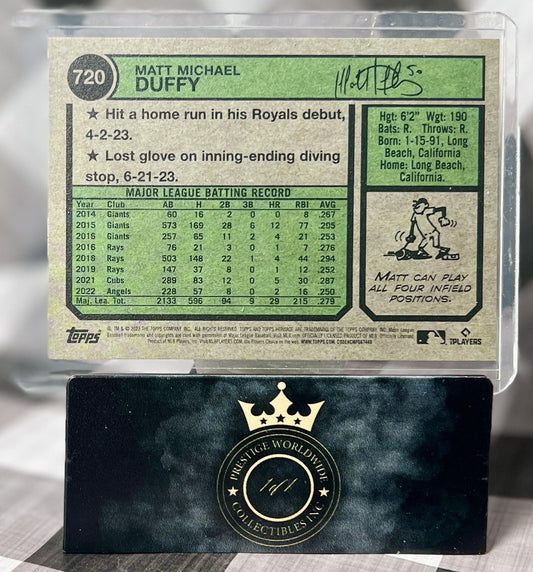 720
MATT MICHAEL
DUFFY
★ Hit a home run in his Royals debut,
4-2-23.
★ Lost glove on inning-ending diving
stop, 6-21-23.
Hgt: 6'2" Wgt: 190
Bats: R. Throws: R.
Born: 1-15-91, Long
Beach, California
Home: Long Beach,
California.
MAJOR LEAGUE BATTING RECORD
Year Club AB H 2B 3B HR RBI AVG
2014 Giants 60 16 2 0 0 8 .267
2015 Giants 573 169 28 6 12 77 .295
2016 Giants 257 65 11 2 4 21 .253
2016 Rays 76 21 3 0 1 7 .276
2018 Rays 503 148 22 1 4 44 .294
2019 Rays 147 37 8 0 1 12 .252
2021 Cubs 289 83 12 0 5 30 .287
2022 Angels 228 57 8 0 2 16 .250
Maj. Lea. Tot. 2133 596 94 9 29 215 .279
MATT CAN PLAY
ALL FOUR INFIELD
POSITIONS.
TOPPS
PLAYERS
PRESTIGE WORLDWIDE
1of1
COLLECTIBLES INC